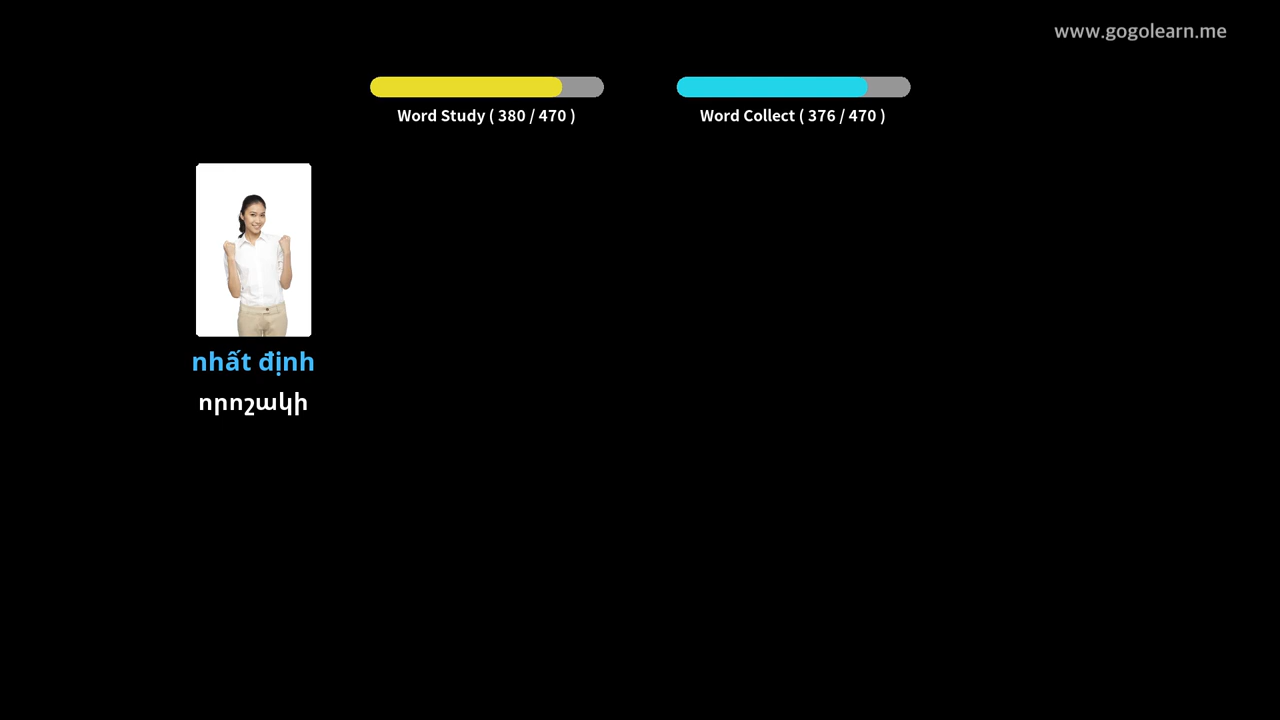 www.gogolearn.me
Word Study ( 380 / 470 )
Word Collect ( 376 / 470 )
nhất định
որոշակի